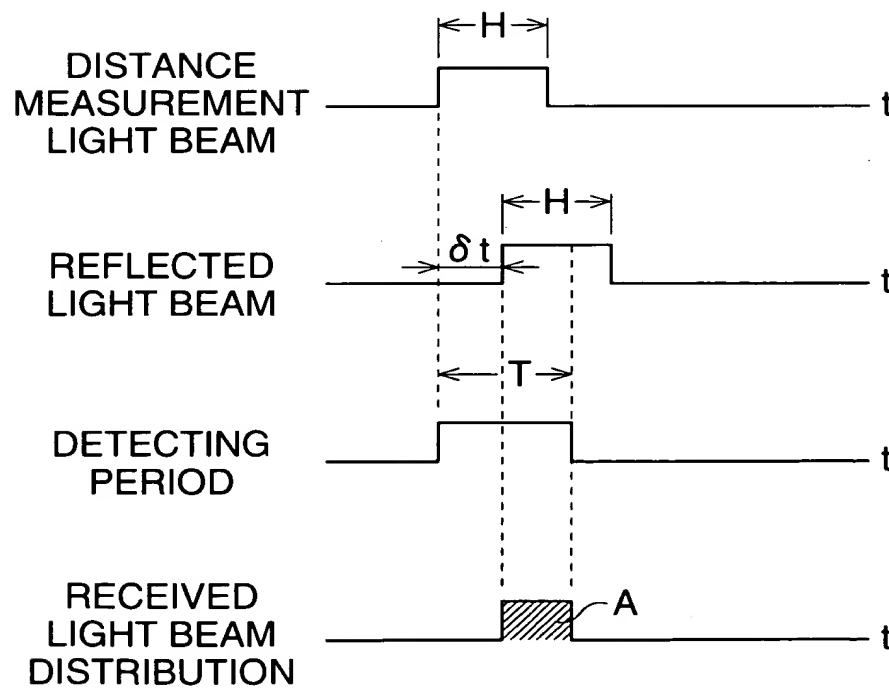 H
DISTANCE
MEASUREMENT
LIGHT BEAM
t
H
δt
REFLECTED
LIGHT BEAM
t
T
DETECTING
PERIOD
t
RECEIVED
LIGHT BEAM
DISTRIBUTION
A
t